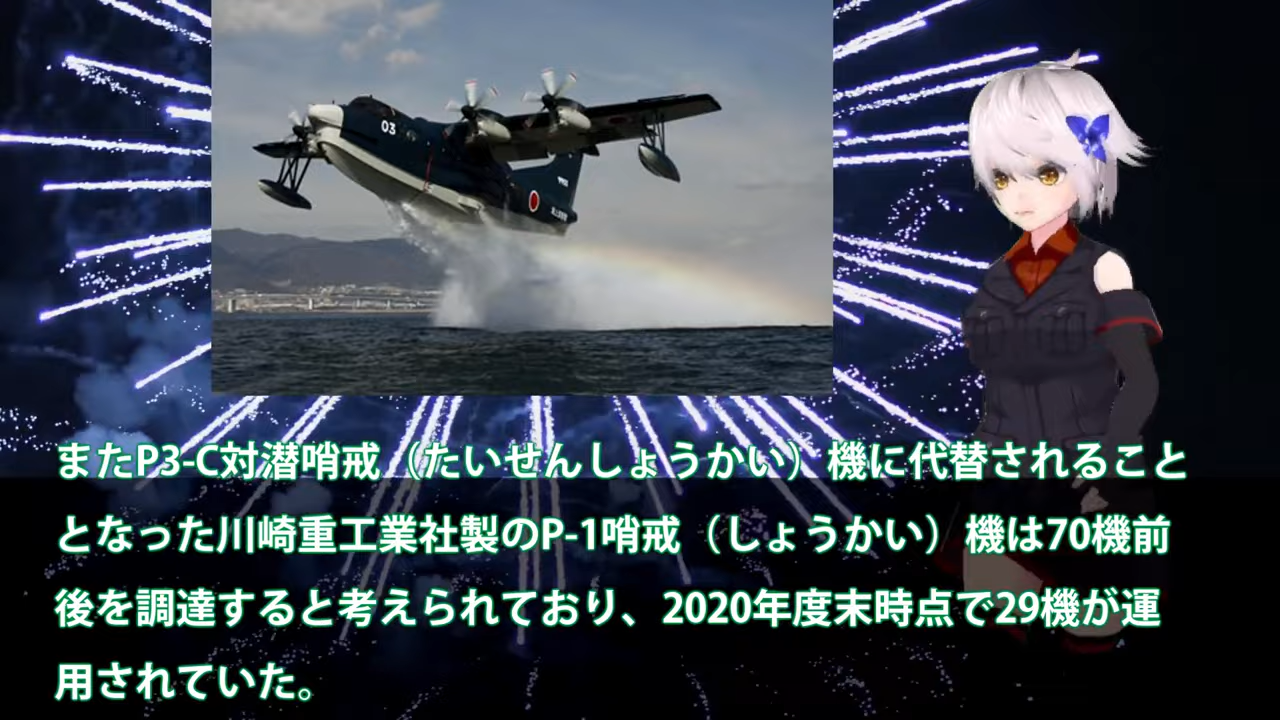 03
またP3-C対潜哨戒（たいせんしょうかい）機に代替されること
となった川崎重工業社製のP-1哨戒（しょうかい）機は70機前
後を調達すると考えられており、2020年度末時点で29機が運
用されていた。